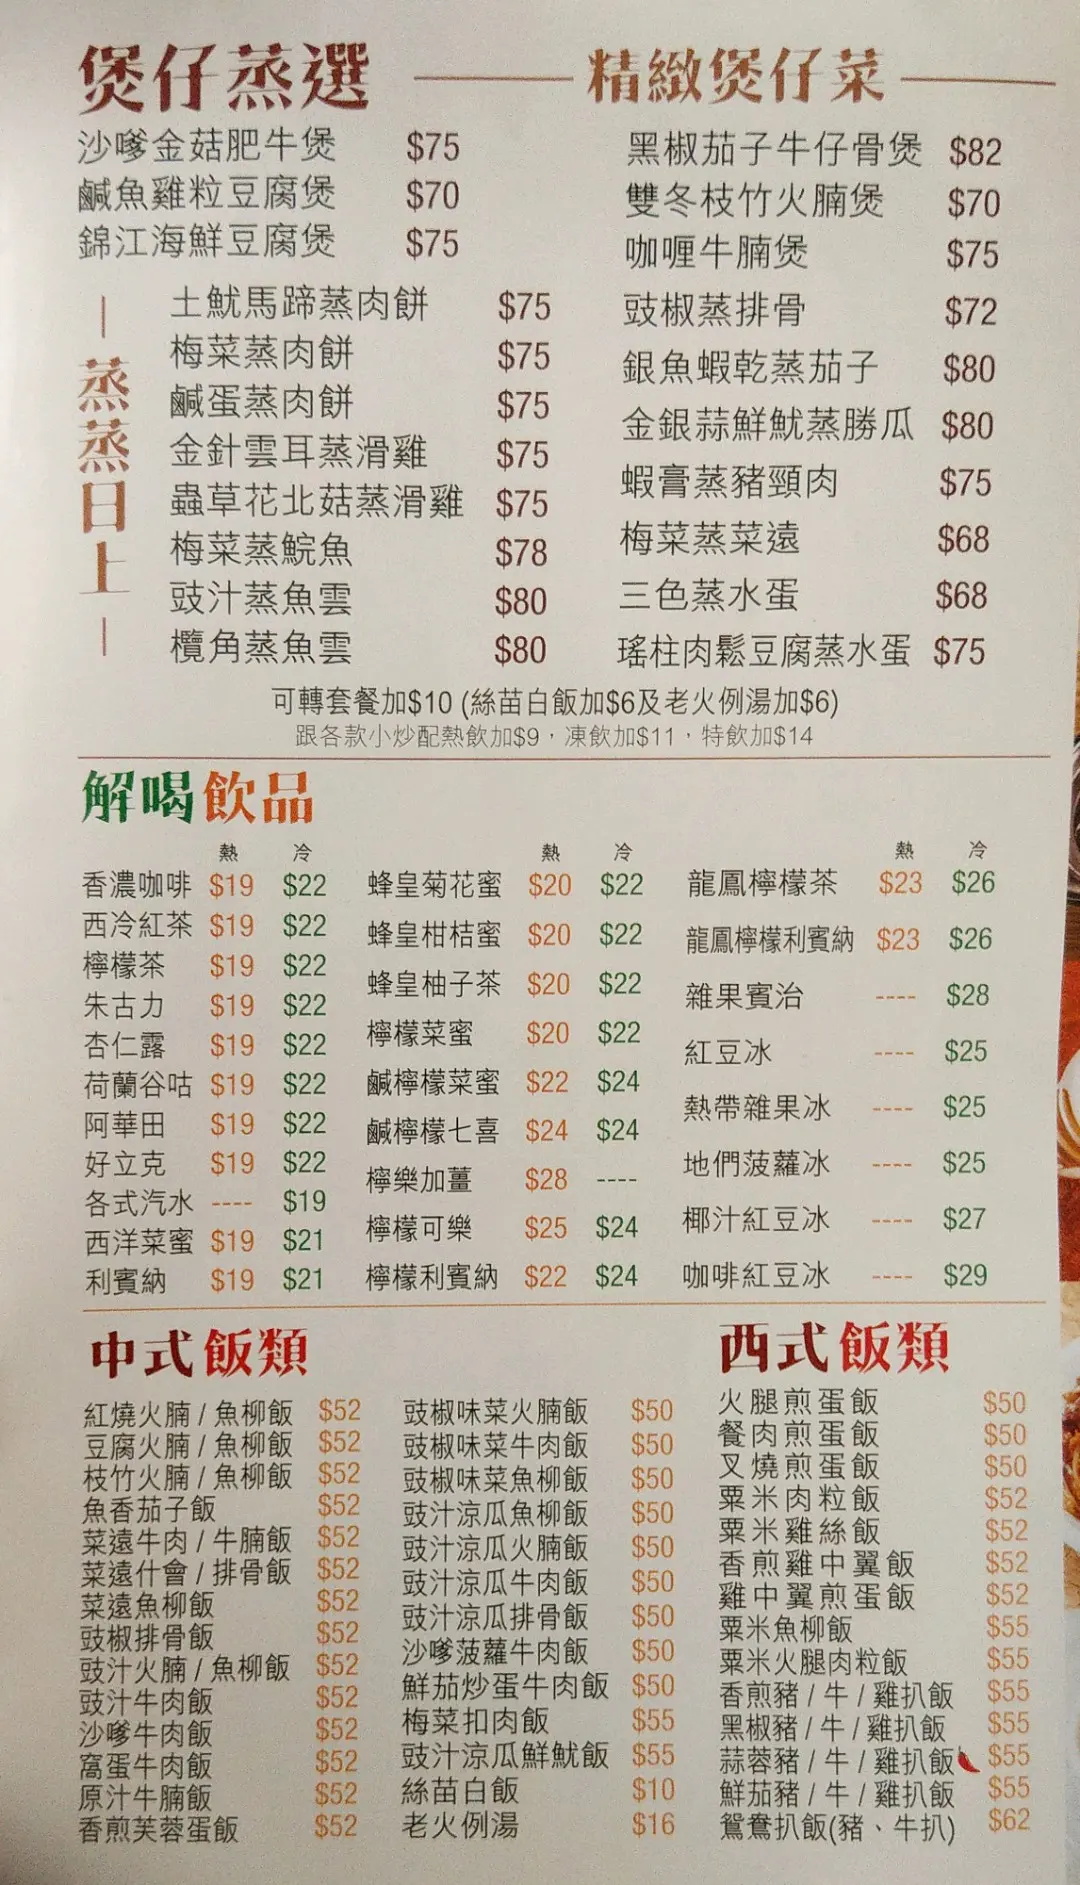 煲仔蒸選
精緻煲仔菜
沙嗲金菇肥牛煲 $75
鹹魚雞粒豆腐煲 $70
錦江海鮮豆腐煲 $75
蒸蒸日上
土魷馬蹄蒸肉餅 $75
梅菜蒸肉餅 $75
鹹蛋蒸肉餅 $75
金針雲耳蒸滑雞 $75
蟲草花北菇蒸滑雞 $75
梅菜蒸鯇魚 $78
豉汁蒸魚雲 $80
欖角蒸魚雲 $80
黑椒茄子牛仔骨煲 $82
雙冬枝竹火腩煲 $70
咖喱牛腩煲 $75
豉椒蒸排骨 $72
銀魚蝦乾蒸茄子 $80
金銀蒜鮮魷蒸勝瓜 $80
蝦膏蒸豬頸肉 $75
梅菜蒸菜遠 $68
三色蒸水蛋 $68
瑤柱肉鬆豆腐蒸水蛋 $75
可轉套餐加$10 (絲苗白飯加$6及老火例湯加$6)
跟各款小炒配熱飲加$9，凍飲加$11，特飲加$14
解喝飲品
熱 冷
香濃咖啡 $19 $22
西冷紅茶 $19 $22
檸檬茶 $19 $22
朱古力 $19 $22
杏仁露 $19 $22
荷蘭谷咕 $19 $22
阿華田 $19 $22
好立克 $19 $22
各式汽水 ---- $19
西洋菜蜜 $19 $21
利賓納 $19 $21
熱 冷
蜂皇菊花蜜 $20 $22
蜂皇柑桔蜜 $20 $22
蜂皇柚子茶 $20 $22
檸檬菜蜜 $20 $22
鹹檸檬菜蜜 $22 $24
鹹檸檬七喜 $24 $24
檸樂加薑 $28 ----
檸檬可樂 $25 $24
檸檬利賓納 $22 $24
熱 冷
龍鳳檸檬茶 $23 $26
龍鳳檸檬利賓納 $23 $26
雜果賓治 ---- $28
紅豆冰 ---- $25
熱帶雜果冰 ---- $25
地們菠蘿冰 ---- $25
椰汁紅豆冰 ---- $27
咖啡紅豆冰 ---- $29
中式飯類
紅燒火腩 / 魚柳飯 $52
豆腐火腩 / 魚柳飯 $52
枝竹火腩 / 魚柳飯 $52
魚香茄子飯 $52
菜遠牛肉 / 牛腩飯 $52
菜遠什會 / 排骨飯 $52
菜遠魚柳飯 $52
豉椒排骨飯 $52
豉汁火腩 / 魚柳飯 $52
豉汁牛肉飯 $52
沙嗲牛肉飯 $52
窩蛋牛肉飯 $52
原汁牛腩飯 $52
香煎芙蓉蛋飯 $52
豉椒味菜火腩飯 $50
豉椒味菜牛肉飯 $50
豉椒味菜魚柳飯 $50
豉汁涼瓜魚柳飯 $50
豉汁涼瓜火腩飯 $50
豉汁涼瓜牛肉飯 $50
豉汁涼瓜排骨飯 $50
沙嗲菠蘿牛肉飯 $50
鮮茄炒蛋牛肉飯 $50
梅菜扣肉飯 $55
豉汁涼瓜鮮魷飯 $55
絲苗白飯 $10
老火例湯 $16
西式飯類
火腿煎蛋飯 $50
餐肉煎蛋飯 $50
叉燒煎蛋飯 $50
粟米肉粒飯 $52
粟米雞絲飯 $52
香煎雞中翼飯 $52
雞中翼煎蛋飯 $52
粟米魚柳飯 $55
粟米火腿肉粒飯 $55
香煎豬 / 牛 / 雞扒飯 $55
黑椒豬 / 牛 / 雞扒飯 $55
蒜蓉豬 / 牛 / 雞扒飯 $55
鮮茄豬 / 牛 / 雞扒飯 $55
鴛鴦扒飯(豬、牛扒) $62